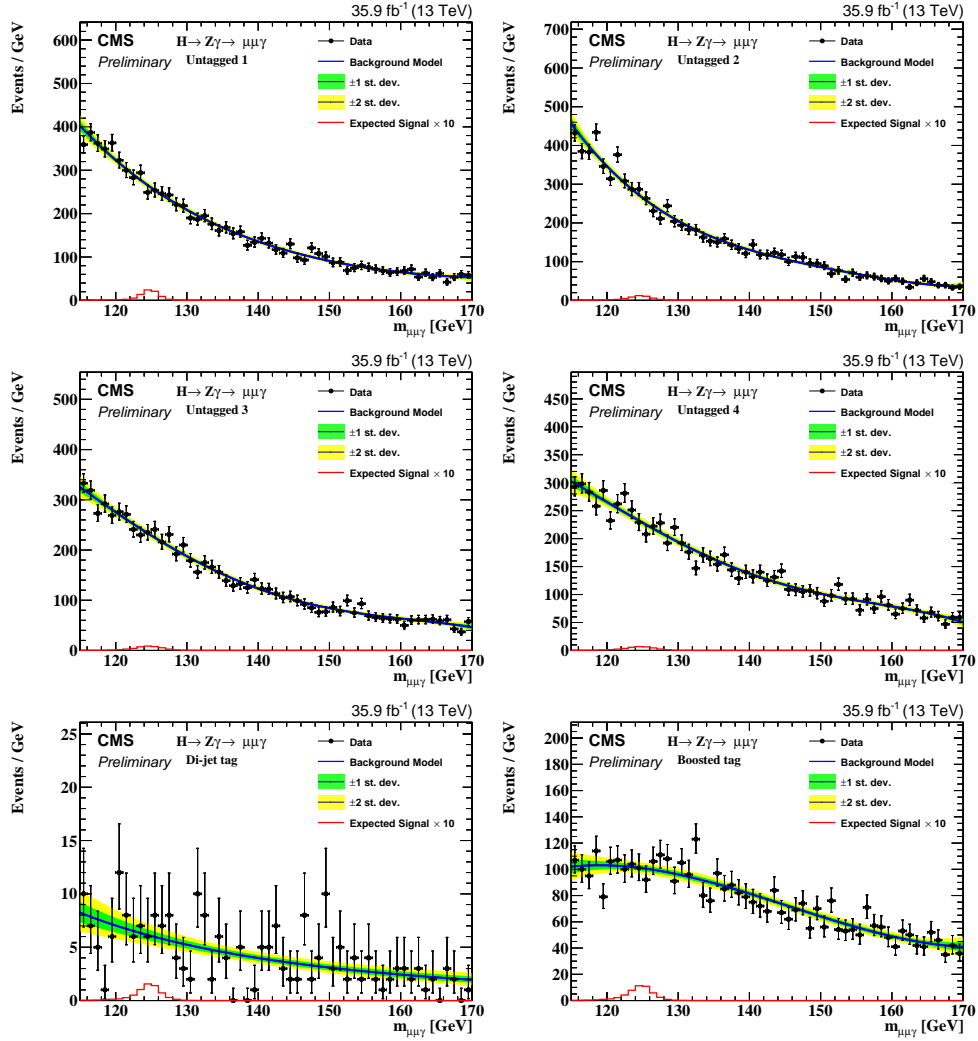 35.9 fb⁻¹ (13 TeV)
Events / GeV
CMS
Preliminary
H→ Zγ→ μμγ
Untagged 1
Data
Background Model
±1 st. dev.
±2 st. dev.
Expected Signal × 10
600
500
400
300
200
100
0
120 130 140 150 160 170
m_μμγ [GeV]
35.9 fb⁻¹ (13 TeV)
Events / GeV
CMS
Preliminary
H→ Zγ→ μμγ
Untagged 2
Data
Background Model
±1 st. dev.
±2 st. dev.
Expected Signal × 10
700
600
500
400
300
200
100
0
120 130 140 150 160 170
m_μμγ [GeV]
35.9 fb⁻¹ (13 TeV)
Events / GeV
CMS
Preliminary
H→ Zγ→ μμγ
Untagged 3
Data
Background Model
±1 st. dev.
±2 st. dev.
Expected Signal × 10
500
400
300
200
100
0
120 130 140 150 160 170
m_μμγ [GeV]
35.9 fb⁻¹ (13 TeV)
Events / GeV
CMS
Preliminary
H→ Zγ→ μμγ
Untagged 4
Data
Background Model
±1 st. dev.
±2 st. dev.
Expected Signal × 10
450
400
350
300
250
200
150
100
50
0
120 130 140 150 160 170
m_μμγ [GeV]
35.9 fb⁻¹ (13 TeV)
Events / GeV
CMS
Preliminary
H→ Zγ→ μμγ
Di-jet tag
Data
Background Model
±1 st. dev.
±2 st. dev.
Expected Signal × 10
25
20
15
10
5
0
120 130 140 150 160 170
m_μμγ [GeV]
35.9 fb⁻¹ (13 TeV)
Events / GeV
CMS
Preliminary
H→ Zγ→ μμγ
Boosted tag
Data
Background Model
±1 st. dev.
±2 st. dev.
Expected Signal × 10
200
180
160
140
120
100
80
60
40
20
0
120 130 140 150 160 170
m_μμγ [GeV]